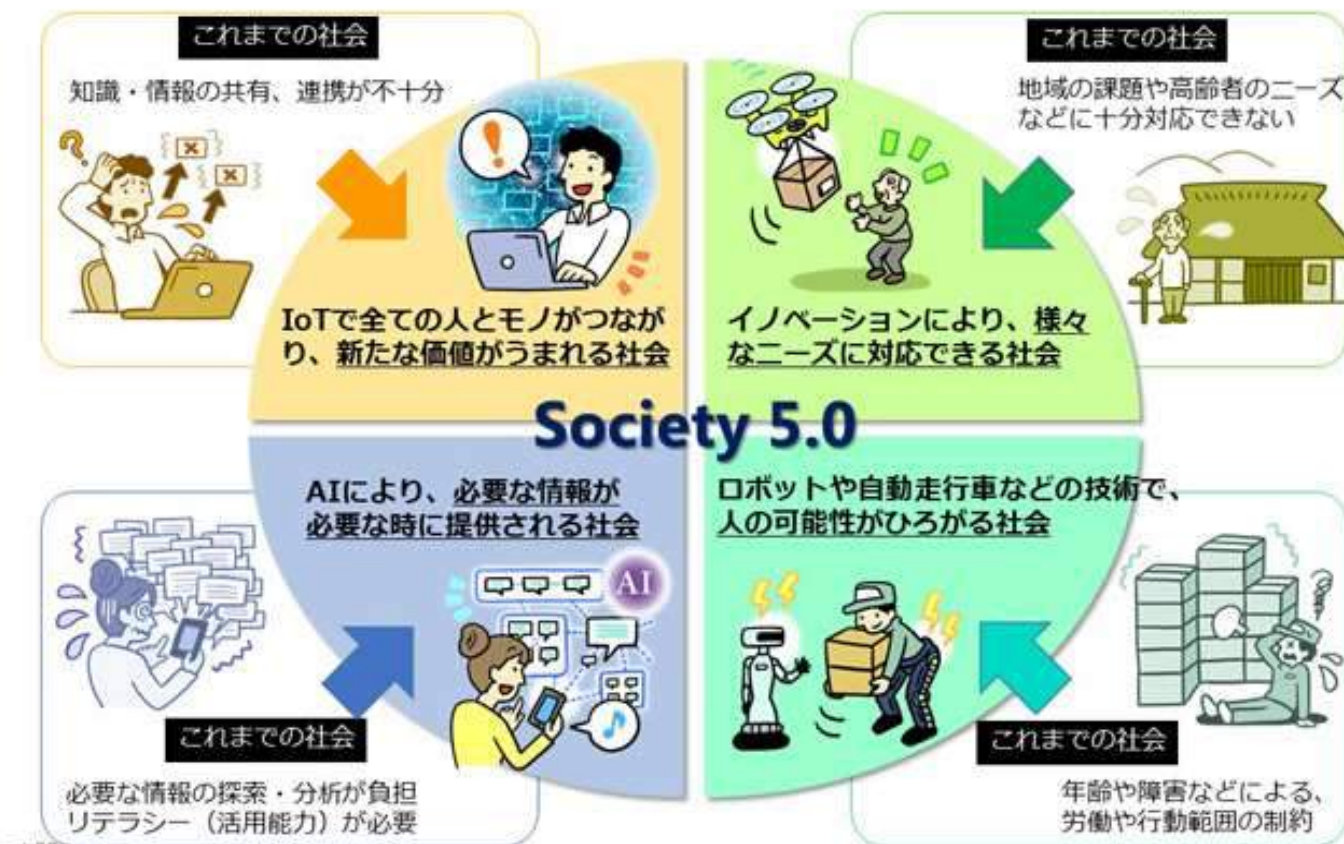 これまでの社会
知識・情報の共有、連携が不十分
IoTで全ての人とモノがつなが
り、新たな価値がうまれる社会
これまでの社会
地域の課題や高齢者のニーズ
などに十分対応できない
イノベーションにより、様々
なニーズに対応できる社会
Society 5.0
AIにより、必要な情報が
必要な時に提供される社会
AI
これまでの社会
必要な情報の探索・分析が負担
リテラシー（活用能力）が必要
ロボットや自動走行車などの技術で、
人の可能性がひろがる社会
これまでの社会
年齢や障害などによる、
労働や行動範囲の制約